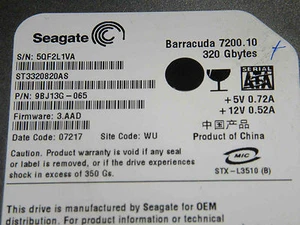 Seagate
Barracuda 7200.10
320 Gbytes
S/N: 5QF2L1VA
ST3320820AS
P/N: 9BJ13G-065
Firmware: 3.AAD
Date Code: 07217 Site Code: WU
SERIAL ATA
+5V 0.72A
+12V 0.52A
中国产品
Product of China
Warranty will be void if any seal
or label is removed, or if the drive experiences
shock in excess of 350 Gs.
MIC
STX-L3510 (B)
This drive is manufactured by Seagate for OEM
distribution. For product information or technical